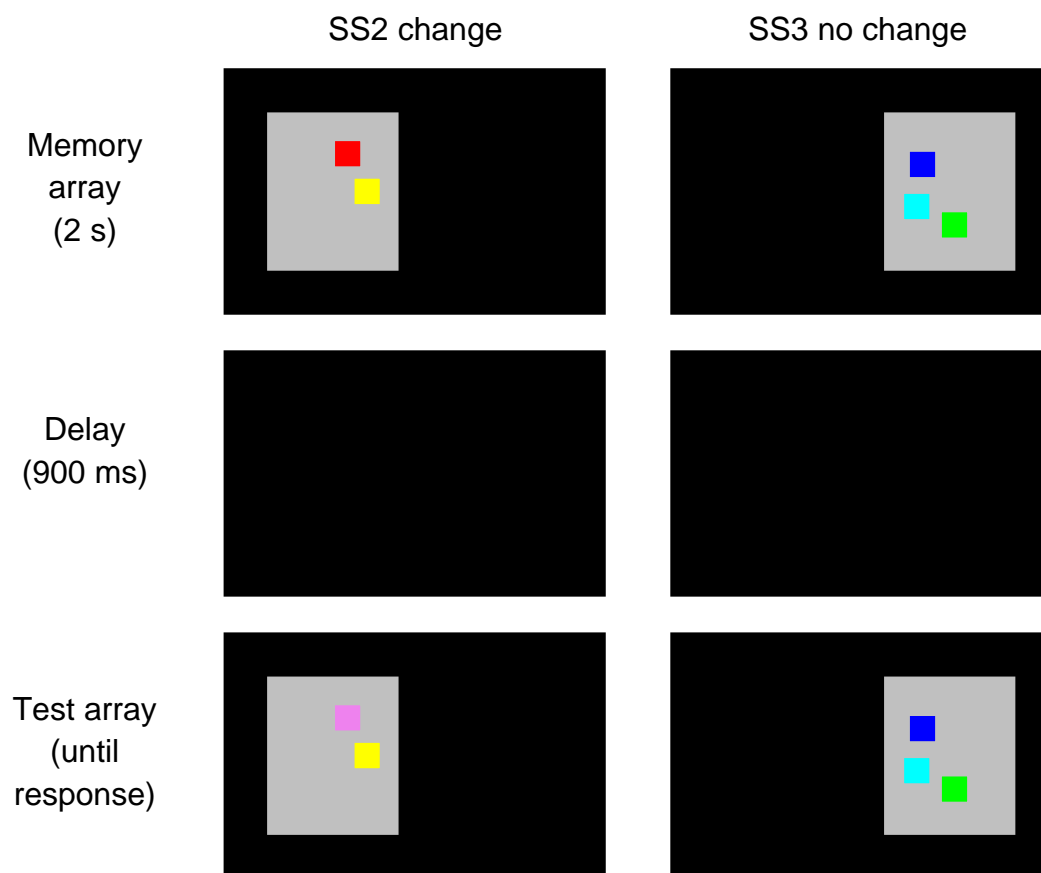 SS2 change
SS3 no change
Memory
array
(2 s)
Delay
(900 ms)
Test array
(until
response)